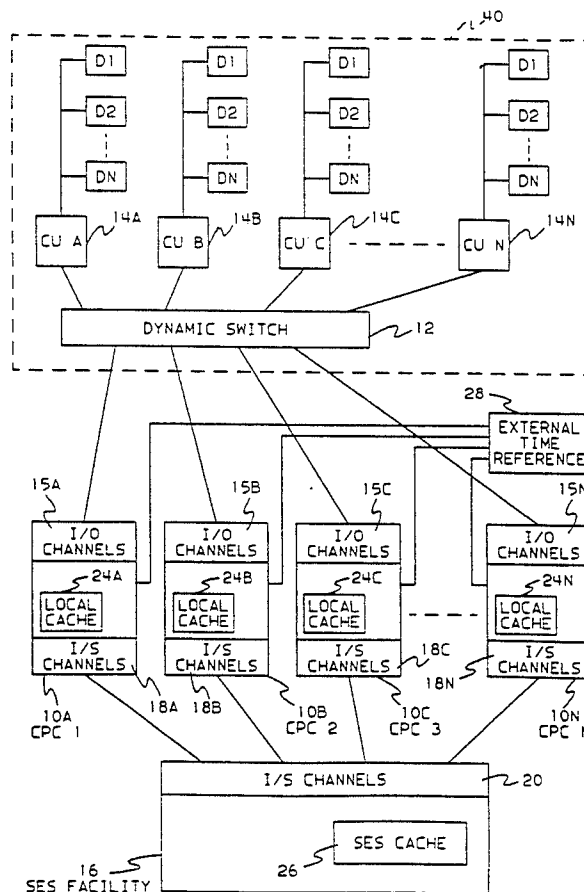 40
D1 D1 D1 D1
D2 D2 D2 D2
DN DN DN DN
14A 14B 14C 14N
CU A CU B CU C CU N
DYNAMIC SWITCH
12
28
EXTERNAL
TIME
REFERENCE
15A 15B 15C 15N
I/O
CHANNELS
I/O
CHANNELS
I/O
CHANNELS
I/O
CHANNELS
24A 24B 24C 24N
LOCAL
CACHE
LOCAL
CACHE
LOCAL
CACHE
LOCAL
CACHE
I/S
CHANNELS
I/S
CHANNELS
I/S
CHANNELS
I/S
CHANNELS
18A 18B 18C 18N
10A
CPC 1
10B
CPC 2
10C
CPC 3
10N
CPC N
I/S CHANNELS
20
SES CACHE
26
16
SES FACILITY